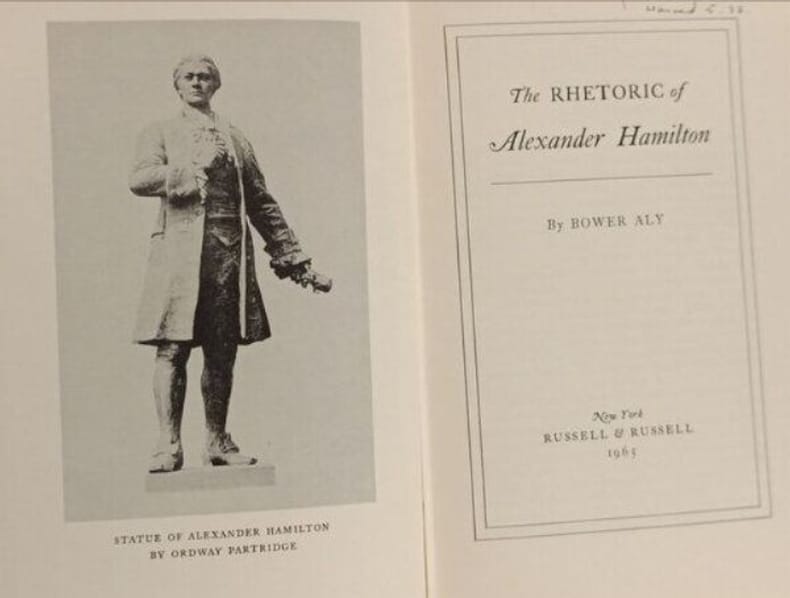 STATUE OF ALEXANDER HAMILTON
BY ORDWAY PARTRIDGE
The RHETORIC of
Alexander Hamilton
By BOWER ALY
New York
RUSSELL & RUSSELL
1965